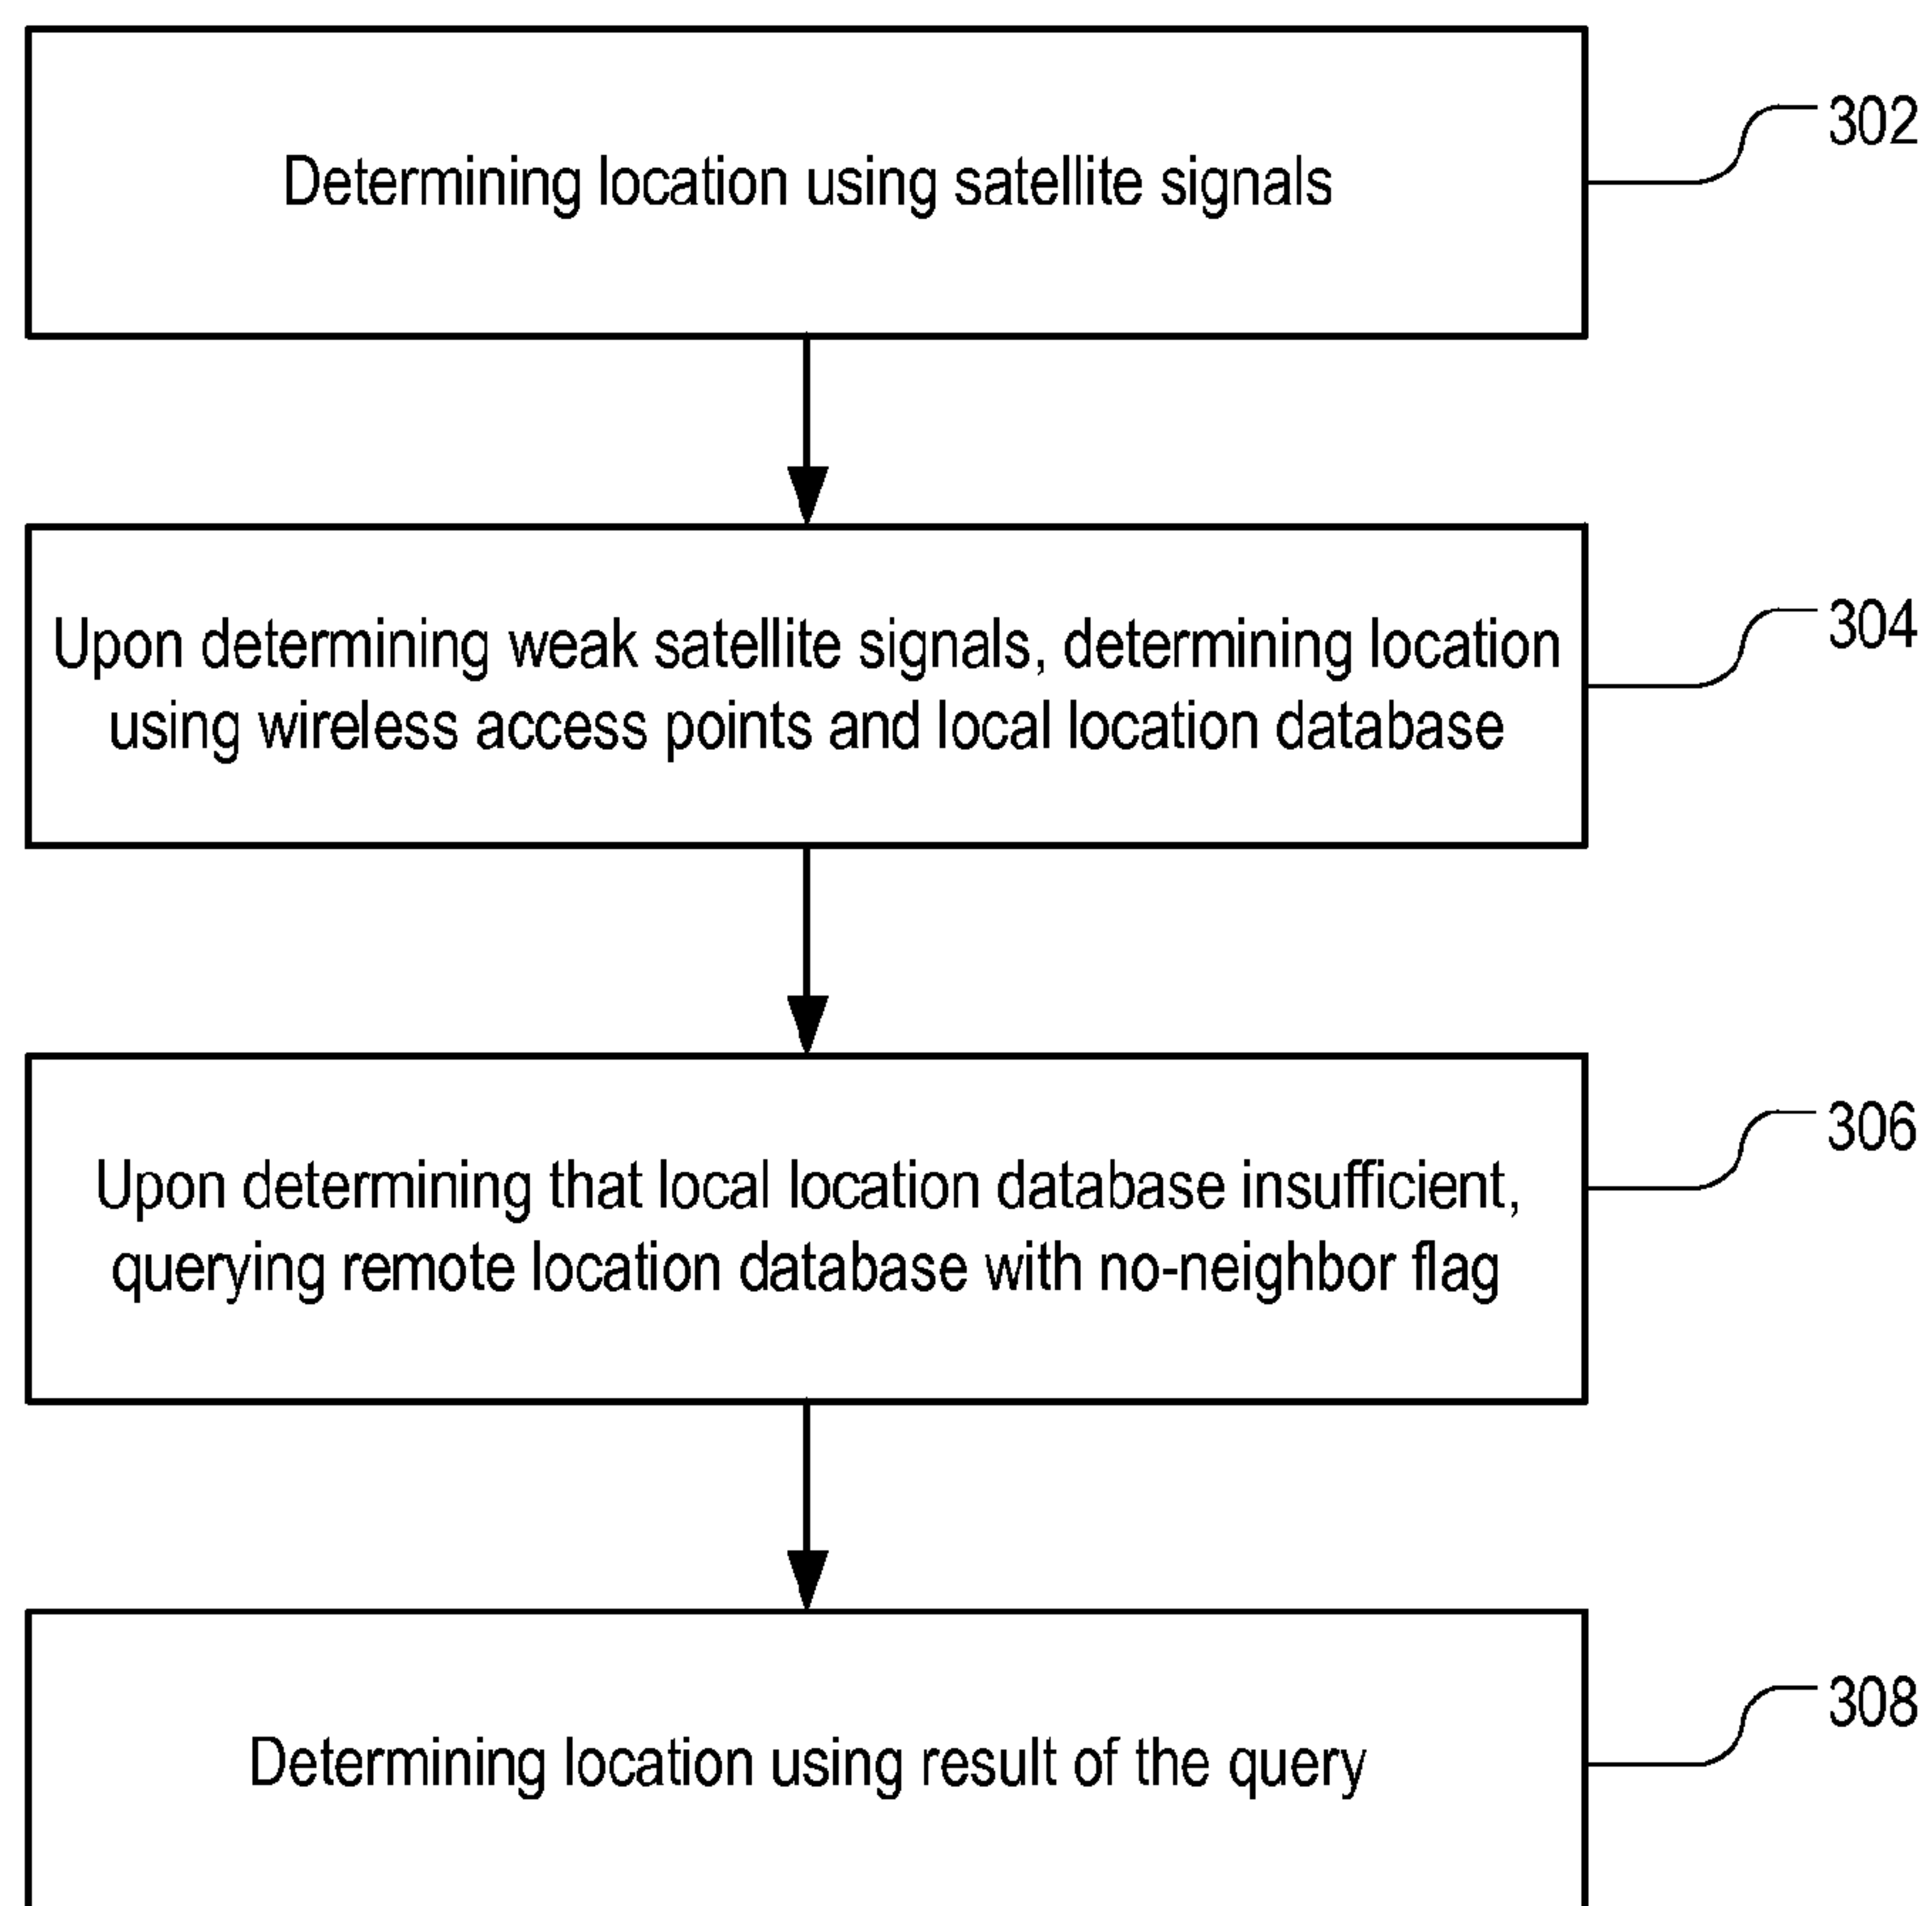 Determining location using satellite signals
302
Upon determining weak satellite signals, determining location
using wireless access points and local location database
304
Upon determining that local location database insufficient,
querying remote location database with no-neighbor flag
306
Determining location using result of the query
308